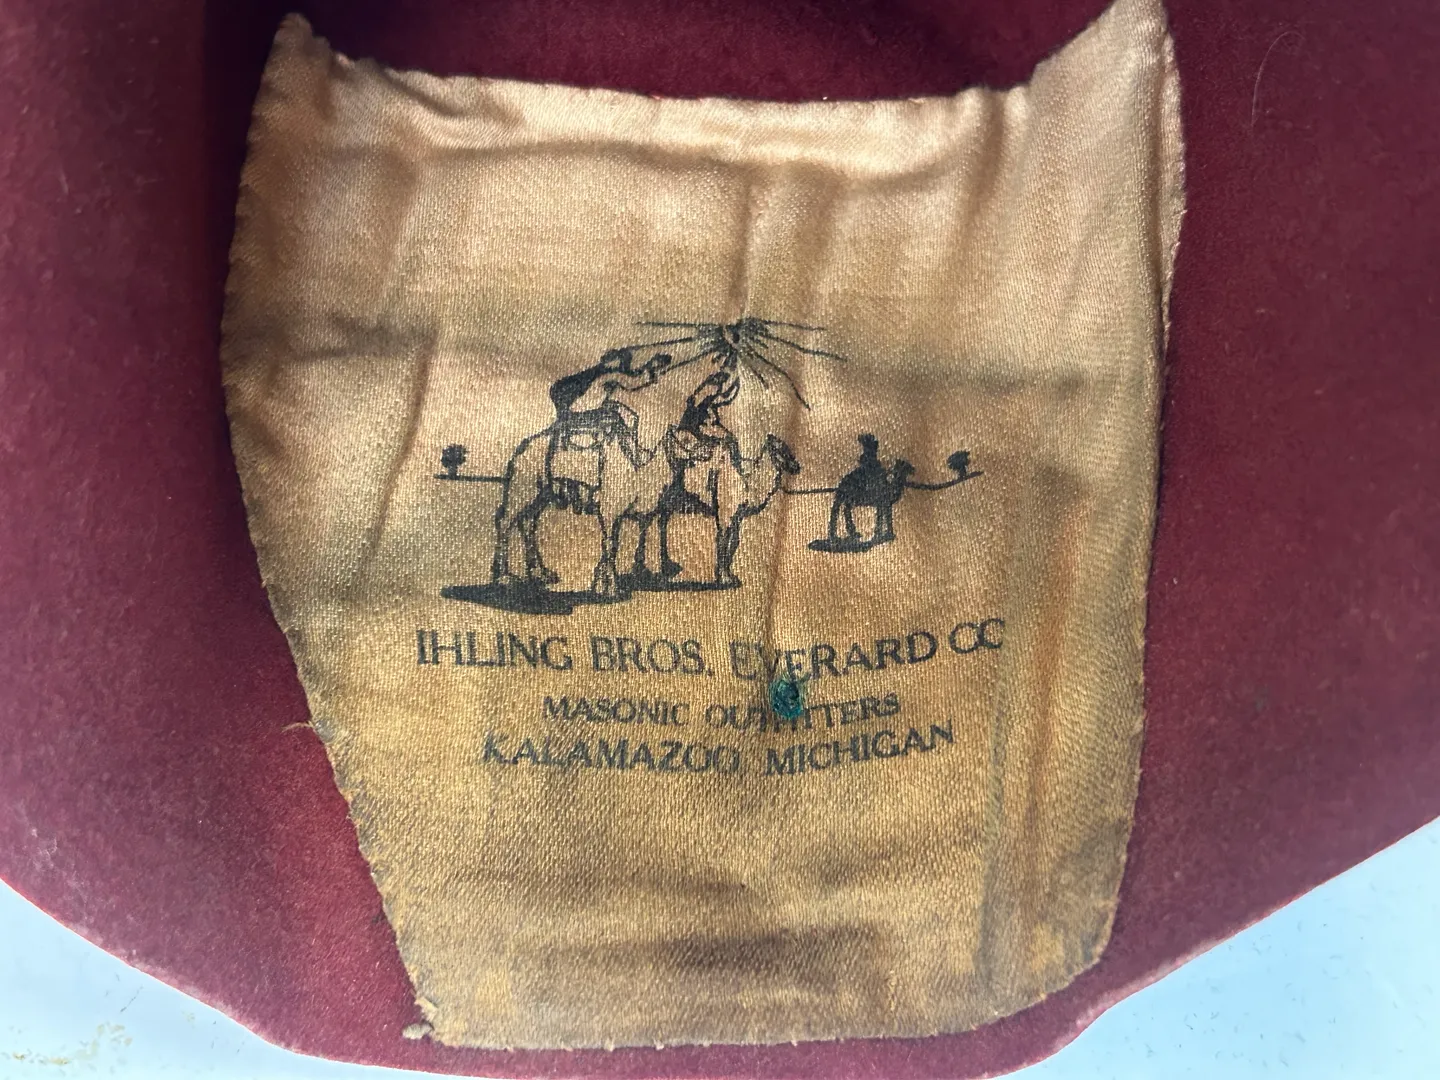 IHLING BROS. EVERARD CO
MASONIC OUTFITTERS
KALAMAZOO, MICHIGAN